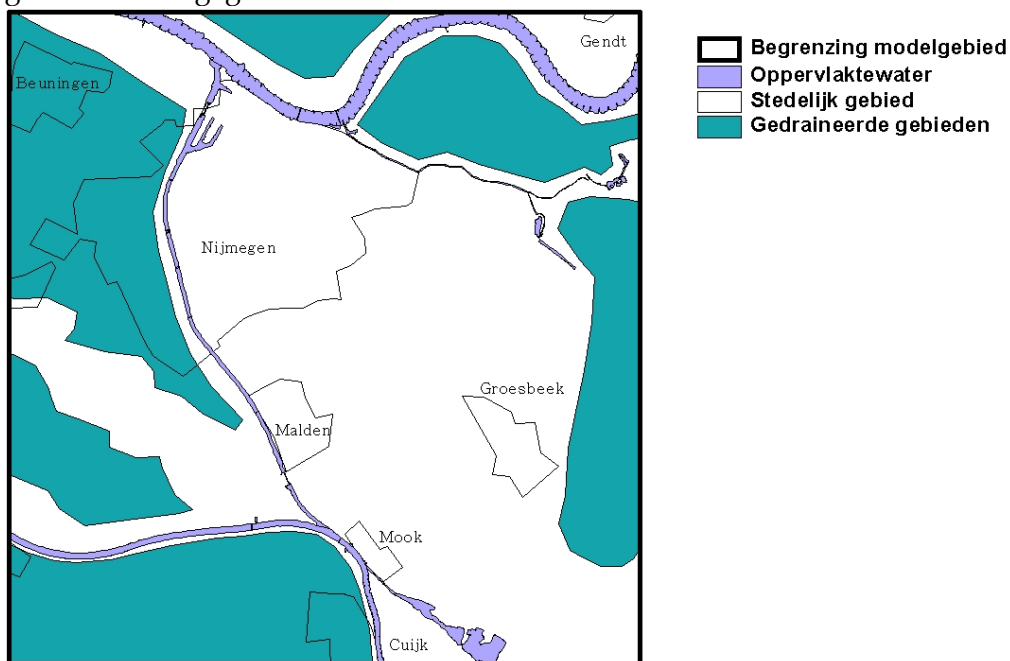 Gendt
Beuningen
Nijmegen
Groesbeek
Malden
Mook
Cuijk
Begrenzing modelgebied
Oppervlaktewater
Stedelijk gebied
Gedraineerde gebieden